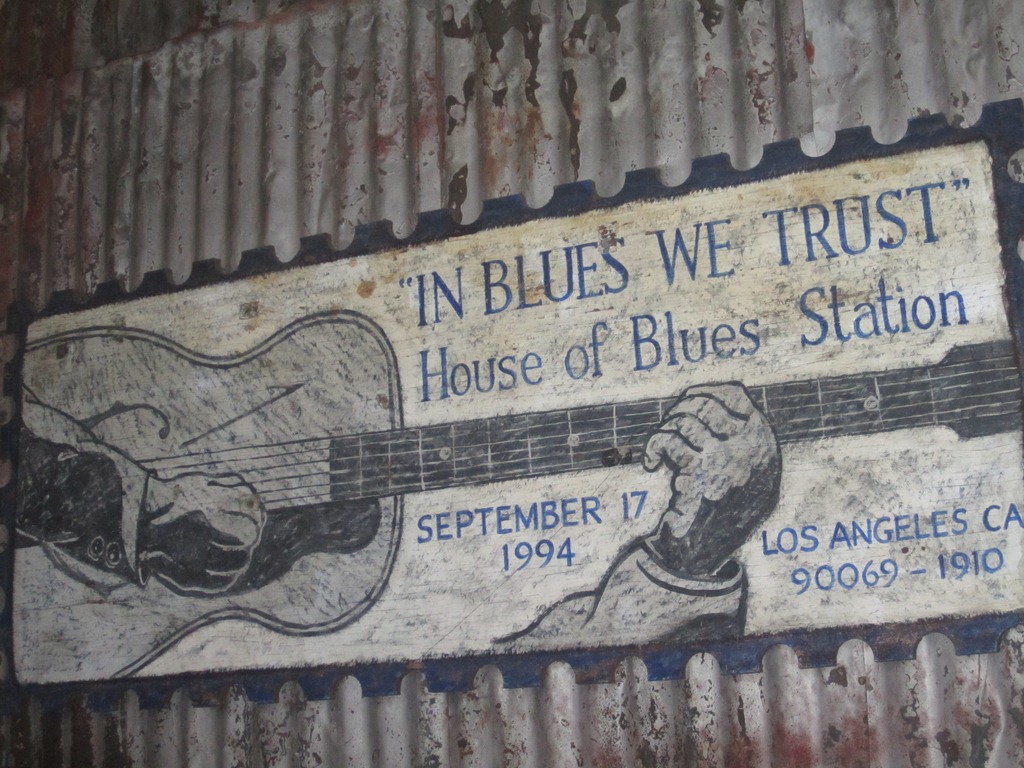 "IN BLUES WE TRUST"
House of Blues Station
SEPTEMBER 17
1994
LOS ANGELES CA
90069-1910